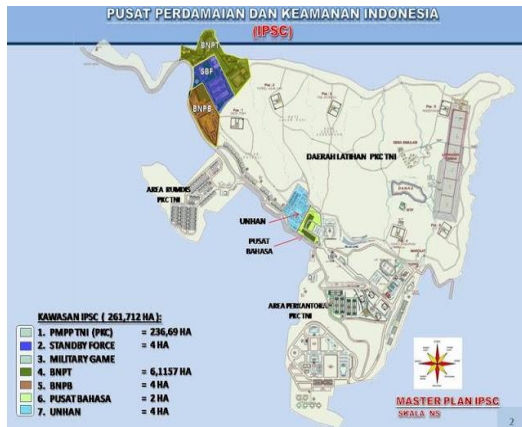 PUSAT PERDAMAIAN DAN KEAMANAN INDONESIA
(IPSC)
BNPT
SBF
BNPB
DAERAH LATIHAN PKC TNI
AREA RUMDIS
PKC TNI
UNHAN
PUSAT
BAHASA
AREA PERKANTORA
PKC TNI
KAWASAN IPSC ( 261,712 HA ):
1. PMPP TNI (PKC) = 236,69 HA
2. STANDBY FORCE = 4 HA
3. MILITARY GAME
4. BNPT = 6,1157 HA
5. BNPB = 4 HA
6. PUSAT BAHASA = 2 HA
7. UNHAN = 4 HA
MASTER PLAN IPSC
SKALA NS
2